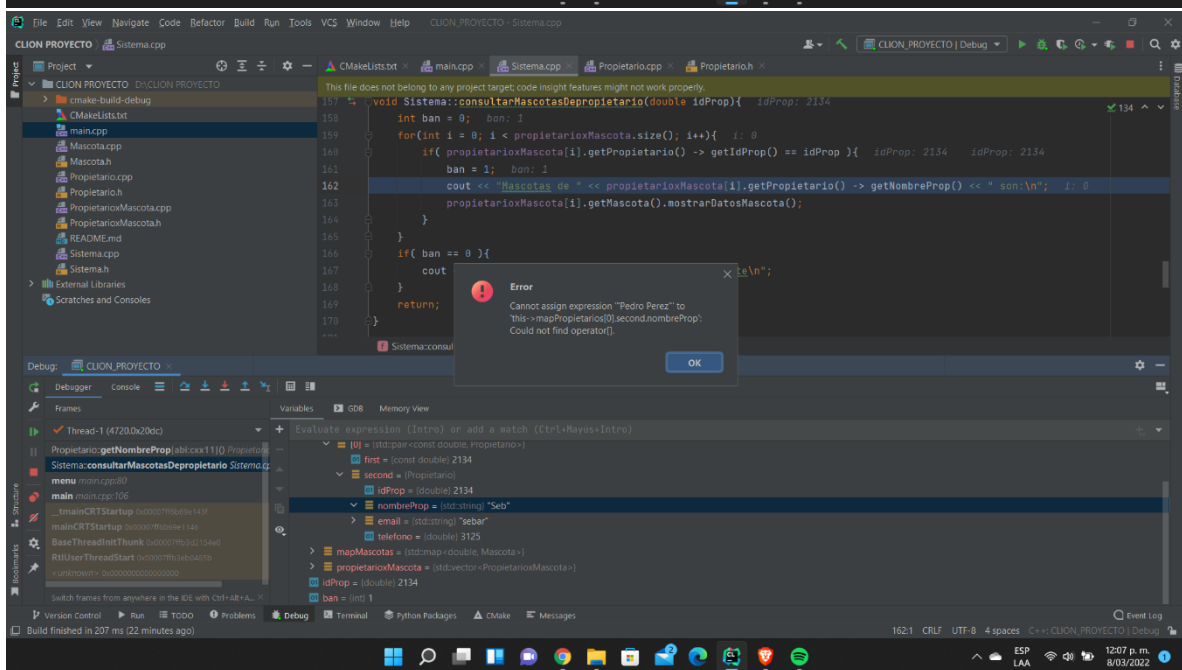 File Edit View Navigate Code Refactor Build Run Tools VCS Window Help CLION_PROYECTO - Sistema.cpp
CLION PROYECTO Sistema.cpp
CLION_PROYECTO | Debug
Project
CMakeLists.txt main.cpp Sistema.cpp Propietario.cpp Propietario.h
CLION PROYECTO D:\CLION PROYECTO
cmake-build-debug
CMakeLists.txt
main.cpp
Mascota.cpp
Mascota.h
Propietario.cpp
Propietario.h
PropietarioxMascota.cpp
PropietarioxMascota.h
README.md
Sistema.cpp
Sistema.h
External Libraries
Scratches and Consoles
This file does not belong to any project target; code insight features might not work properly.
134
157 void Sistema::consultarMascotasDepropietario(double idProp){ idProp: 2134
158 int ban = 0; ban: 1
159 for(int i = 0; i < propietarioxMascota.size(); i++){ i: 0
160 if( propietarioxMascota[i].getPropietario() -> getIdProp() == idProp ){ idProp: 2134 idProp: 2134
161 ban = 1; ban: 1
162 cout << "Mascotas de " << propietarioxMascota[i].getPropietario() -> getNombreProp() << " son:\n"; i: 0
163 propietarioxMascota[i].getMascota().mostrarDatosMascota();
164 }
165 }
166 if( ban == 0 ){
167 cout te\n";
168 }
169 return;
170 }
Sistema::consul
Error
Cannot assign expression '"Pedro Perez"' to
'this->mapPropietarios[0].second.nombreProp':
Could not find operator[].
OK
Debug: CLION_PROYECTO
Debugger Console
Frames
Variables GDB Memory View
Thread-1 (4720.0x20dc)
Evaluate expression (Intro) or add a watch (Ctrl+Mayús+Intro)
Propietario::getNombreProp[abi:cxx11]()
Sistema::consultarMascotasDepropietario
menu main.cpp:80
main main.cpp:106
__tmainCRTStartup
mainCRTStartup
BaseThreadInitThunk
RtlUserThreadStart
<unknown> 0x0000000000000000
Switch frames from anywhere in the IDE with Ctrl+Alt+A...
[0] = {std::pair<const double, Propietario>}
first = {const double} 2134
second = {Propietario}
idProp = {double} 2134
nombreProp = {std::string} "Seb"
email = {std::string} "sebar"
telefono = {double} 3125
mapMascotas = {std::map<double, Mascota>}
propietarioxMascota = {std::vector<PropietarioxMascota>}
idProp = {double} 2134
ban = {int} 1
Project
Structure
Bookmarks
Database
Version Control Run TODO Problems Debug Terminal Python Packages CMake Messages Event Log
Build finished in 207 ms (22 minutes ago)
162:1 CRLF UTF-8 4 spaces C++: CLION_PROYECTO | Debug
ESP
LAA
12:07 p. m.
8/03/2022